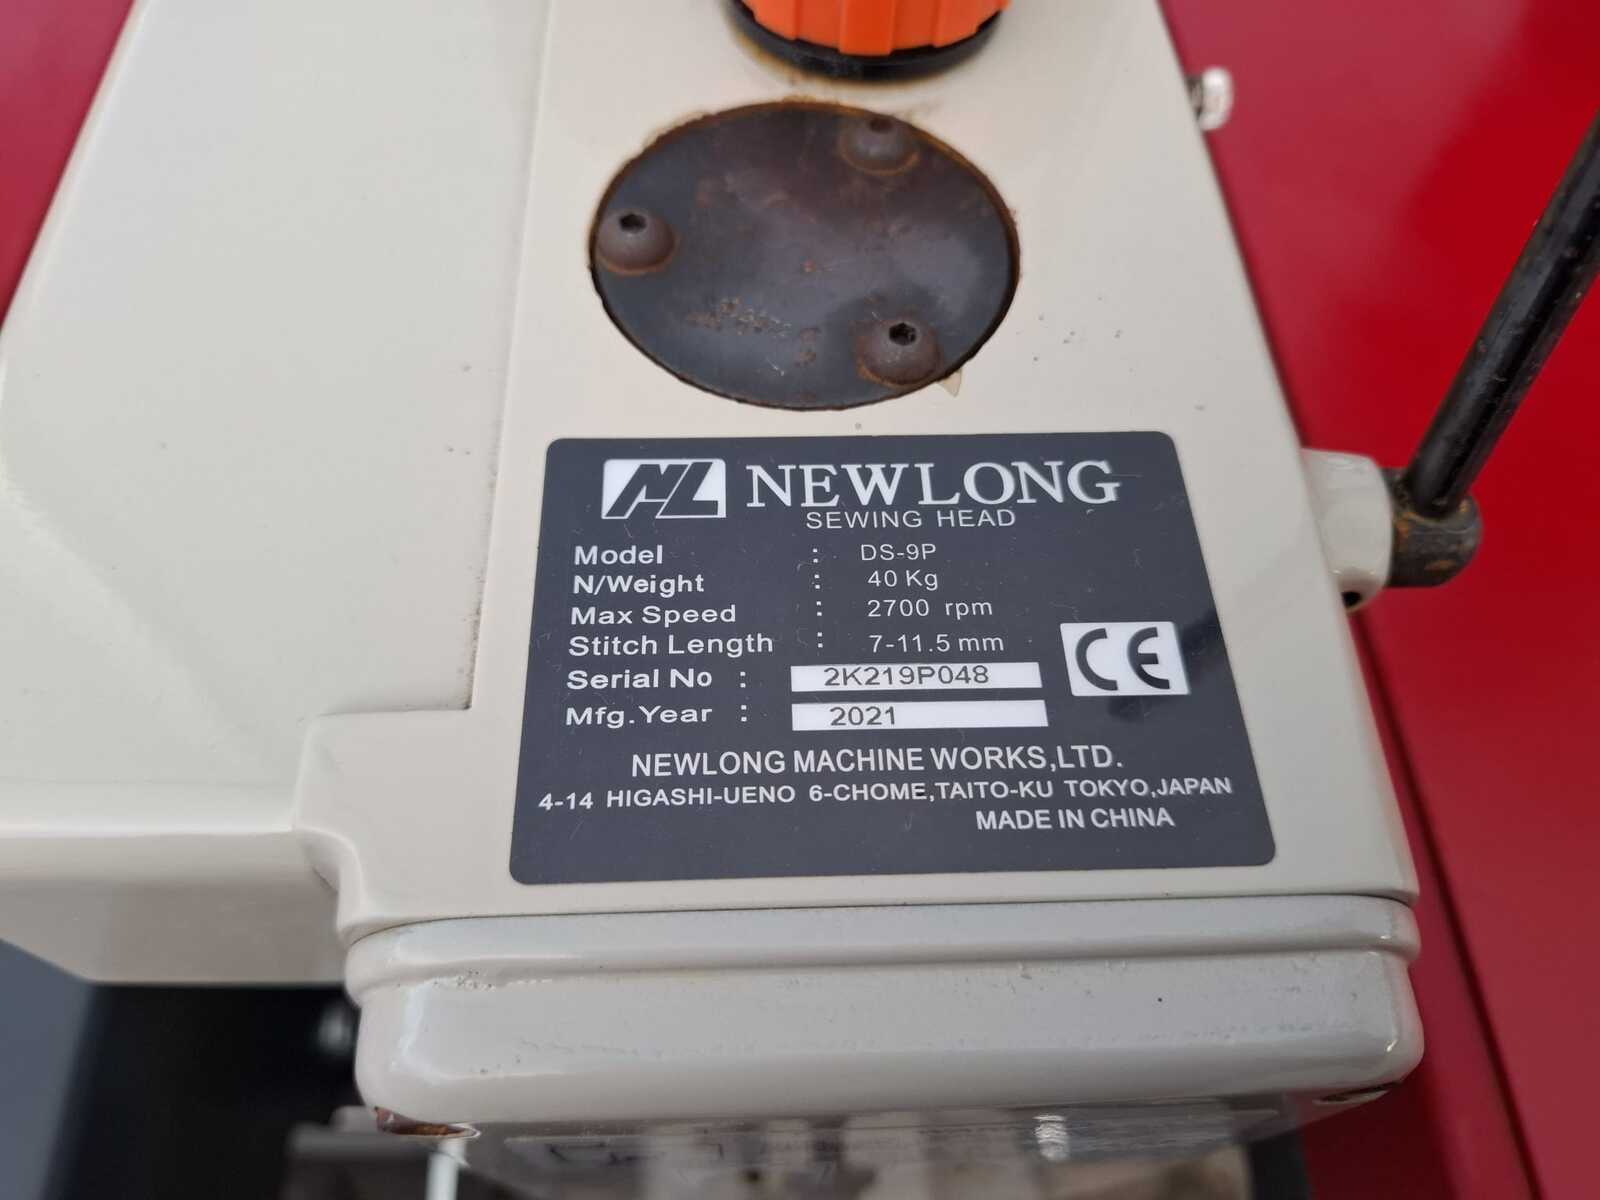 NL NEWLONG
SEWING HEAD
Model : DS-9P
N/Weight : 40 Kg
Max Speed : 2700 rpm
Stitch Length : 7-11.5 mm
Serial No : 2K219P048
Mfg. Year : 2021
CE
NEWLONG MACHINE WORKS,LTD.
4-14 HIGASHI-UENO 6-CHOME,TAITO-KU TOKYO,JAPAN
MADE IN CHINA